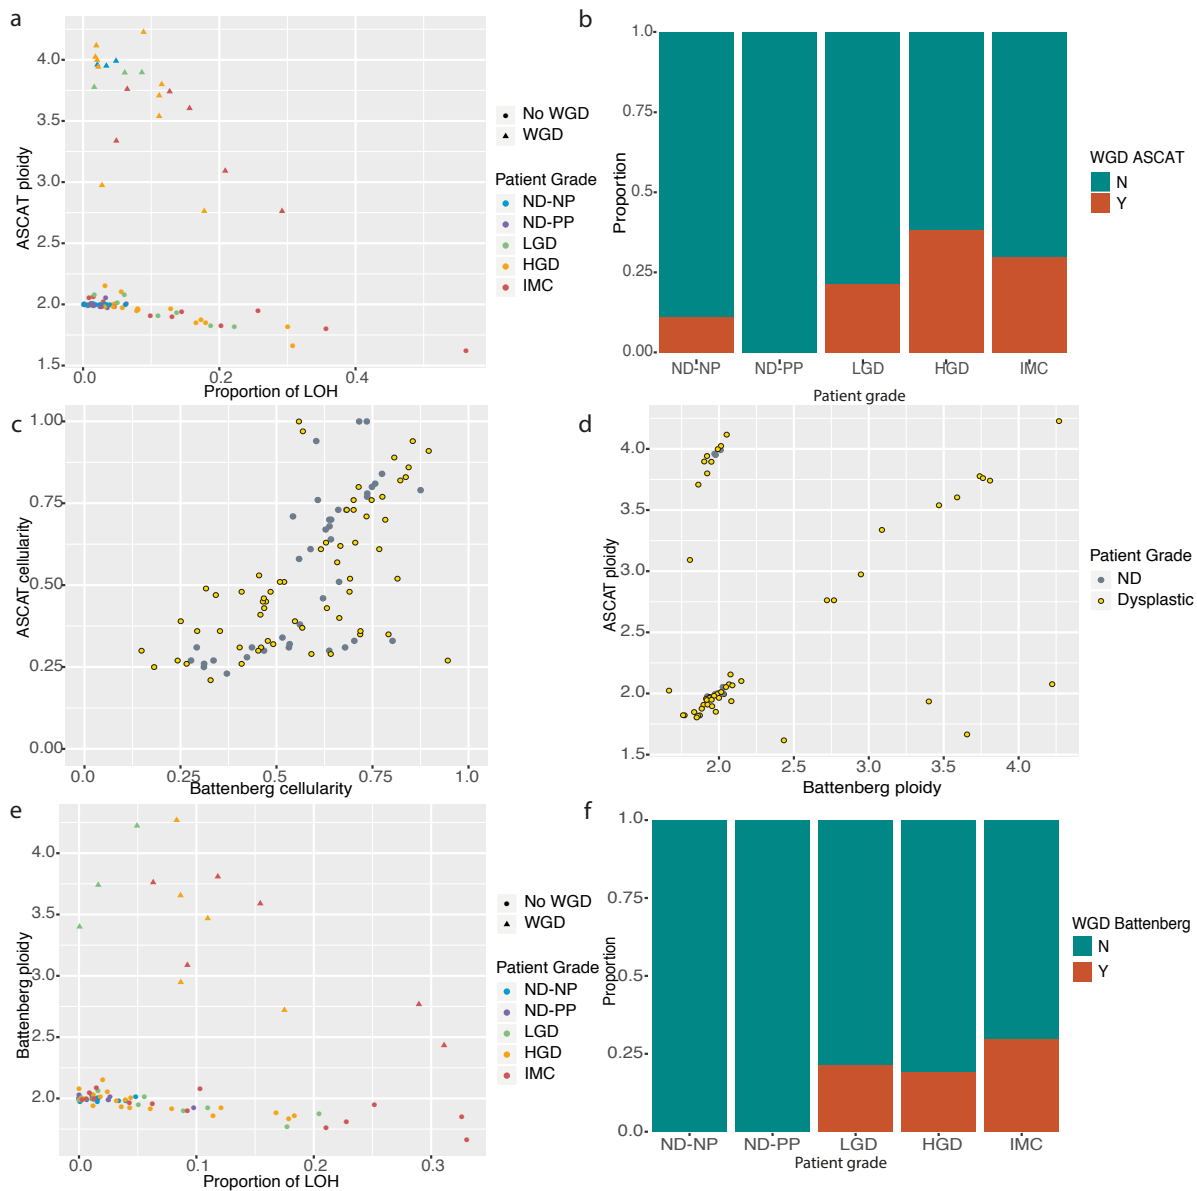 a
4.0
3.5
3.0
2.5
2.0
1.5
ASCAT ploidy
0.0 0.2 0.4
Proportion of LOH
No WGD
WGD
Patient Grade
ND-NP
ND-PP
LGD
HGD
IMC
b
1.0
0.75
0.5
0.25
0.00
Proportion
ND-NP ND-PP LGD HGD IMC
Patient grade
WGD ASCAT
N
Y
c
1.00
0.75
0.50
0.25
0.00
ASCAT cellularity
0.0 0.25 0.5 0.75 1.0
Battenberg cellularity
d
4.0
3.5
3.0
2.5
2.0
1.5
ASCAT ploidy
2.0 2.5 3.0 3.5 4.0
Battenberg ploidy
Patient Grade
ND
Dysplastic
e
4.0
3.5
3.0
2.5
2.0
Battenberg ploidy
0.0 0.1 0.2 0.3
Proportion of LOH
No WGD
WGD
Patient Grade
ND-NP
ND-PP
LGD
HGD
IMC
f
1.0
0.75
0.5
0.25
0.0
Proportion
ND-NP ND-PP LGD HGD IMC
Patient grade
WGD Battenberg
N
Y